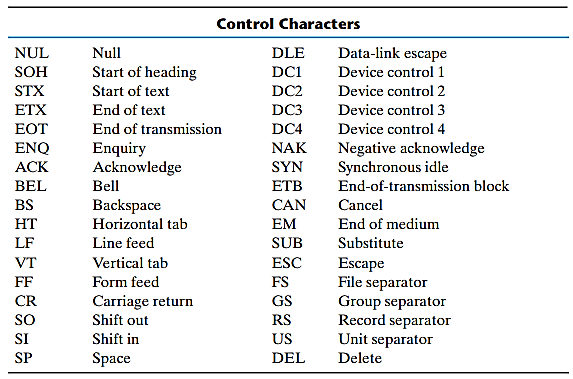 Control Characters
NUL Null DLE Data-link escape
SOH Start of heading DC1 Device control 1
STX Start of text DC2 Device control 2
ETX End of text DC3 Device control 3
EOT End of transmission DC4 Device control 4
ENQ Enquiry NAK Negative acknowledge
ACK Acknowledge SYN Synchronous idle
BEL Bell ETB End-of-transmission block
BS Backspace CAN Cancel
HT Horizontal tab EM End of medium
LF Line feed SUB Substitute
VT Vertical tab ESC Escape
FF Form feed FS File separator
CR Carriage return GS Group separator
SO Shift out RS Record separator
SI Shift in US Unit separator
SP Space DEL Delete